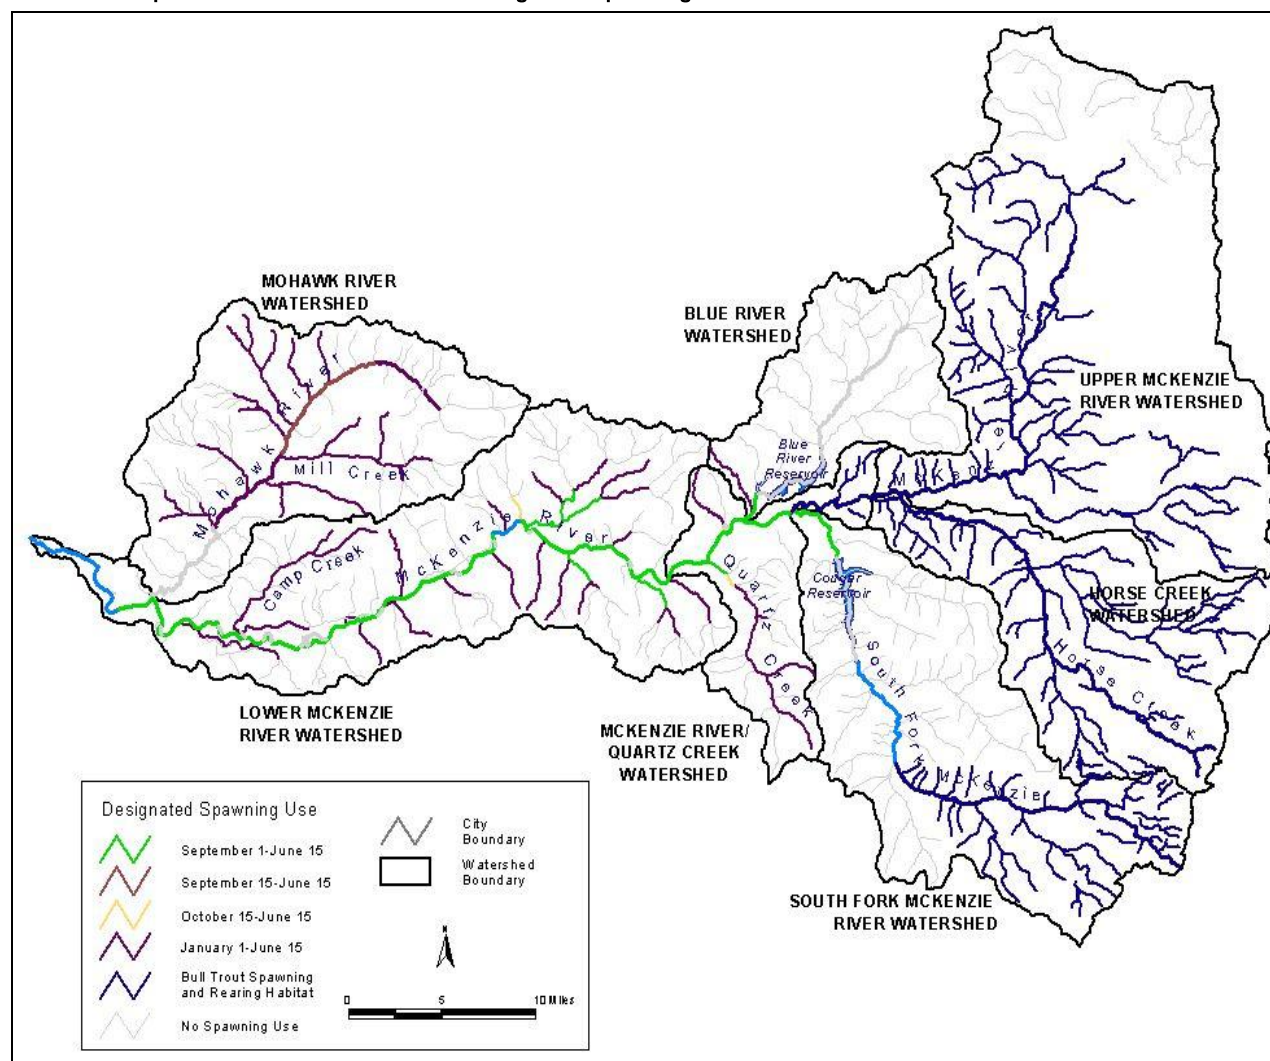 MOHAWK RIVER
WATERSHED
BLUE RIVER
WATERSHED
UPPER MCKENZIE
RIVER WATERSHED
Mohawk River
Mill Creek
Blue
River
Reservoir
McKenzie River
McKenzie River
Camp Creek
Quartz Creek
Cougar
Reservoir
HORSE CREEK
WATERSHED
Horse Creek
South Fork McKenzie
LOWER MCKENZIE
RIVER WATERSHED
MCKENZIE RIVER/
QUARTZ CREEK
WATERSHED
SOUTH FORK MCKENZIE
RIVER WATERSHED
Designated Spawning Use
September 1-June 15
September 15-June 15
October 15-June 15
January 1-June 15
Bull Trout Spawning
and Rearing Habitat
No Spawning Use
City
Boundary
Watershed
Boundary
N
0 5 10 Miles